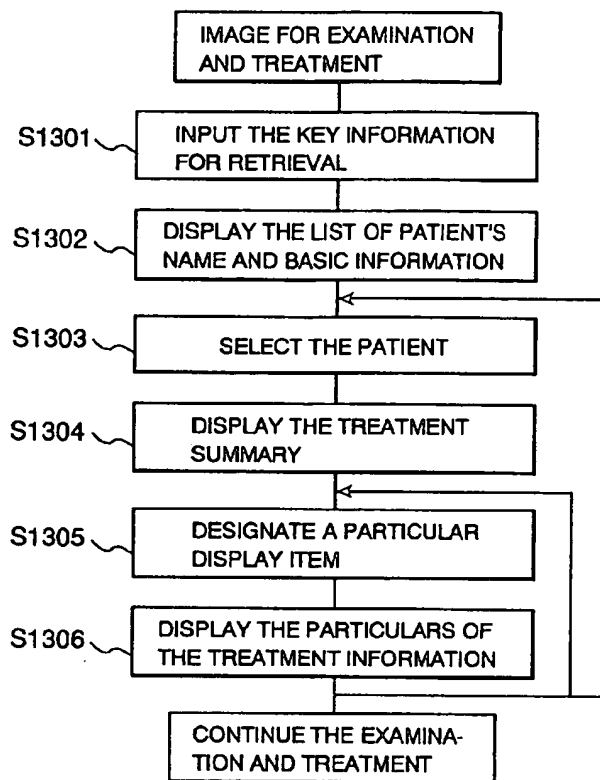 IMAGE FOR EXAMINATION
AND TREATMENT
S1301
INPUT THE KEY INFORMATION
FOR RETRIEVAL
S1302
DISPLAY THE LIST OF PATIENT'S
NAME AND BASIC INFORMATION
S1303
SELECT THE PATIENT
S1304
DISPLAY THE TREATMENT
SUMMARY
S1305
DESIGNATE A PARTICULAR
DISPLAY ITEM
S1306
DISPLAY THE PARTICULARS OF
THE TREATMENT INFORMATION
CONTINUE THE EXAMINA-
TION AND TREATMENT